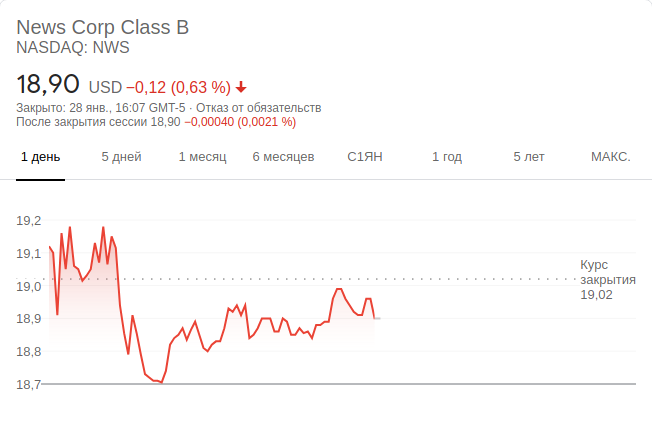 News Corp Class B
NASDAQ: NWS
18,90 USD −0,12 (0,63 %)
Закрыто: 28 янв., 16:07 GMT-5 · Отказ от обязательств
После закрытия сессии 18,90 −0,00040 (0,0021 %)
1 день 5 дней 1 месяц 6 месяцев С1ЯН 1 год 5 лет МАКС.
19,2
19,1
Курс
закрытия
19,02
19,0
18,9
18,8
18,7